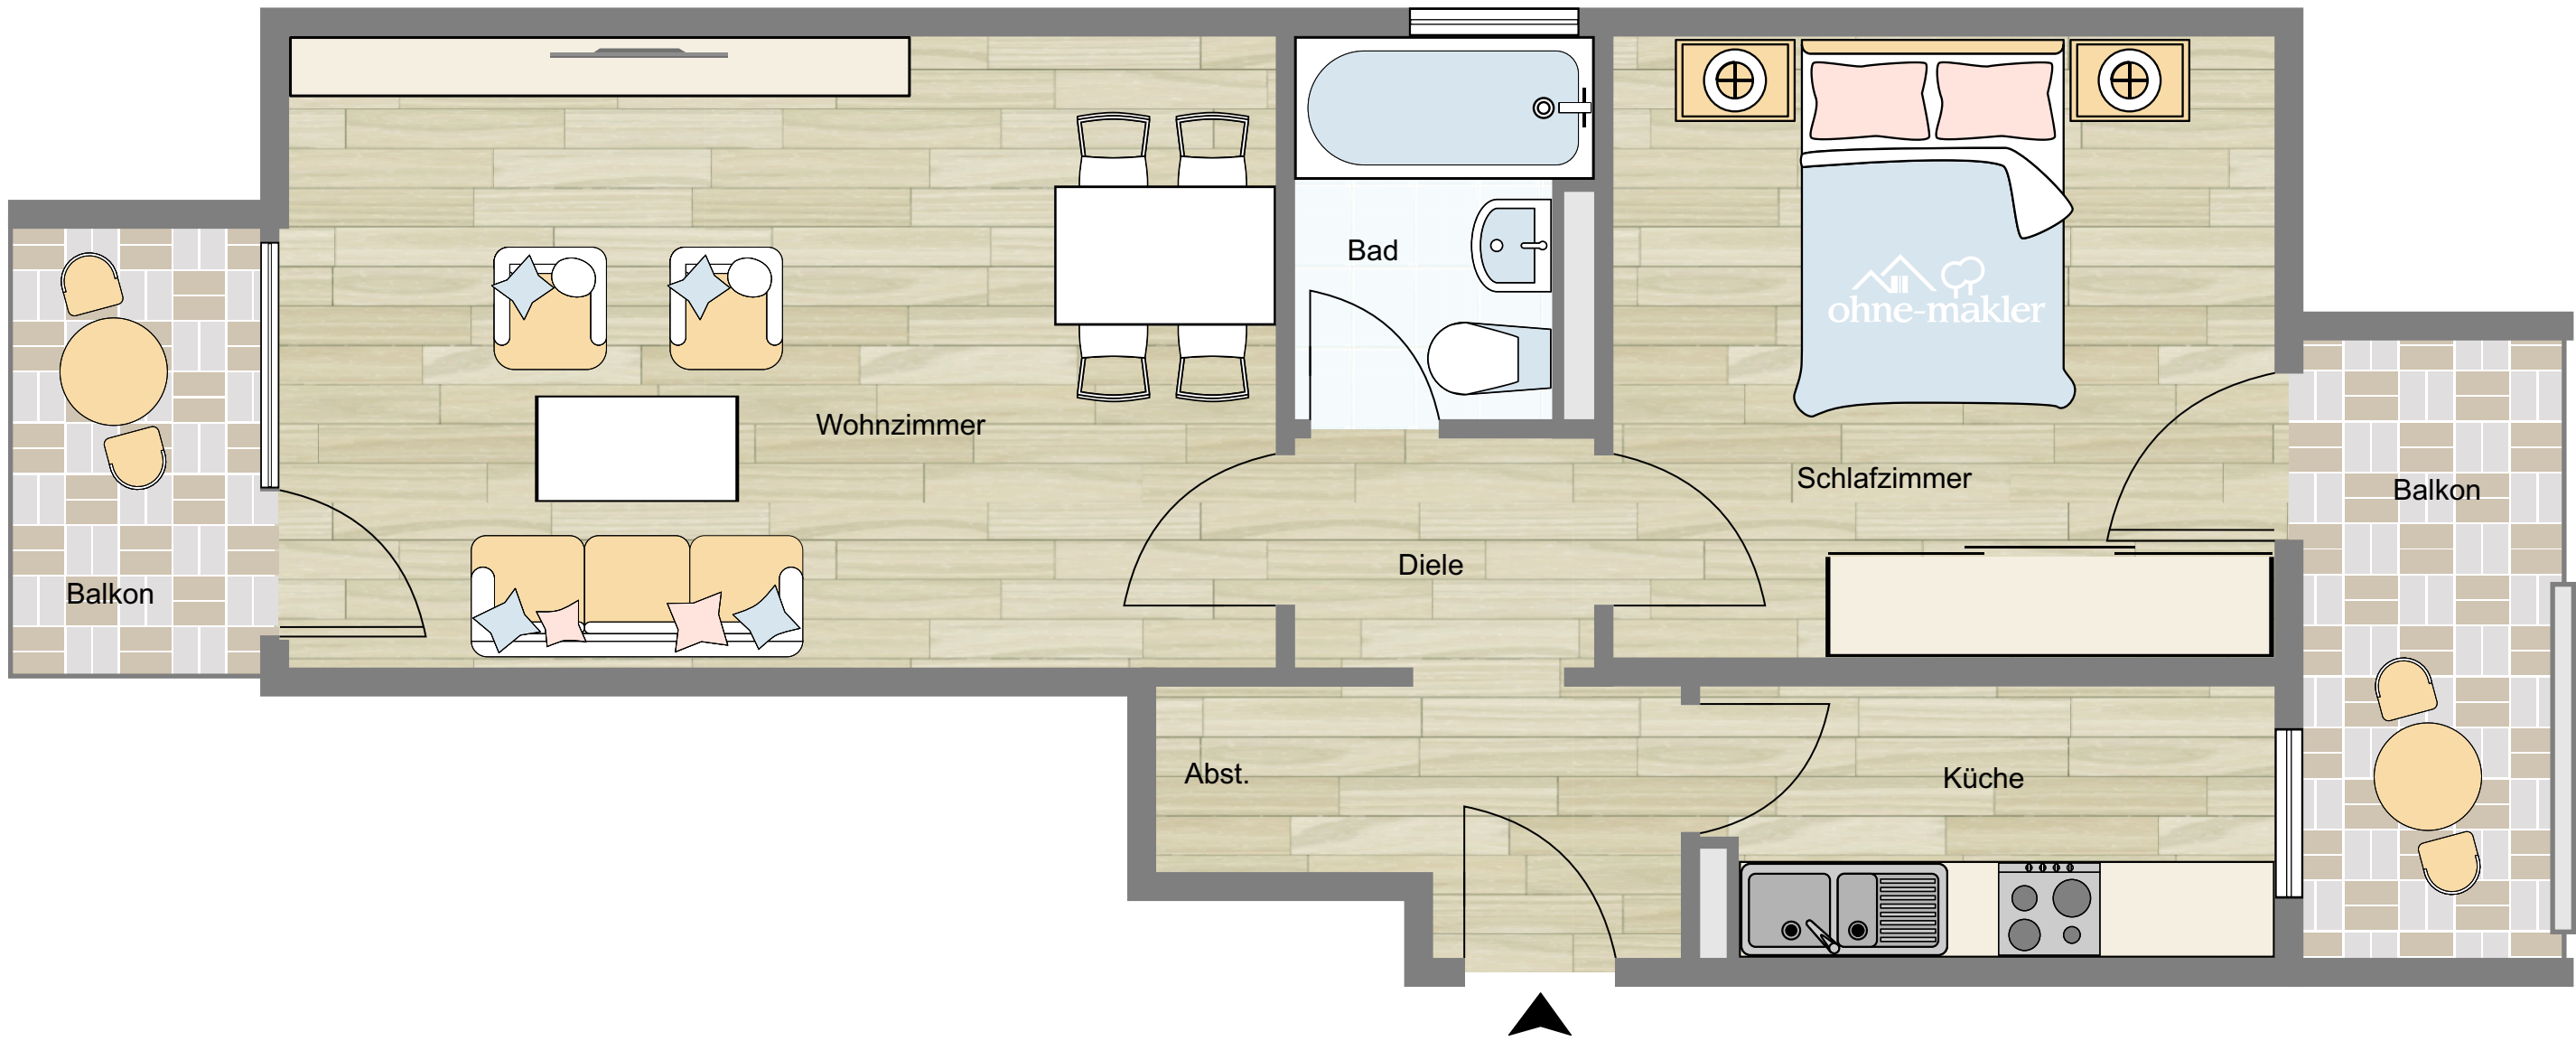 Bad
ohne-makler
Wohnzimmer
Schlafzimmer
Balkon
Diele
Balkon
Abst.
Küche